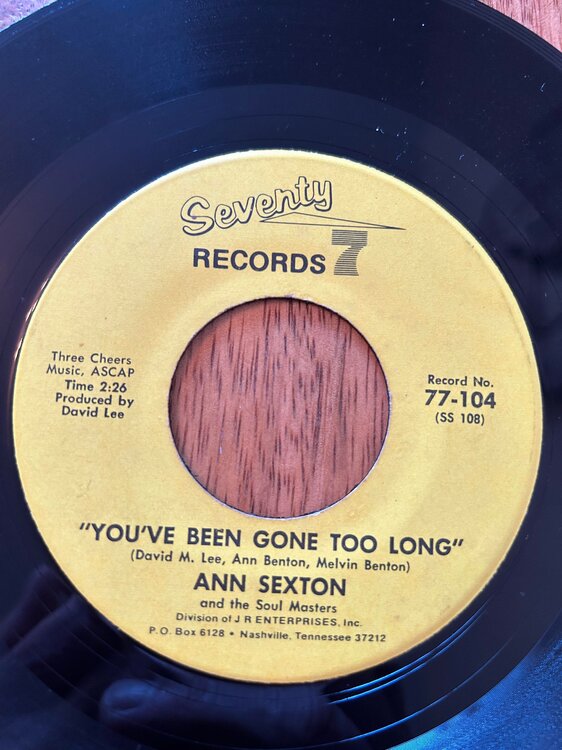 Seventy
RECORDS 7
Three Cheers
Music, ASCAP
Time 2:26
Produced by
David Lee
Record No.
77-104
(SS 108)
"YOU'VE BEEN GONE TOO LONG"
(David M. Lee, Ann Benton, Melvin Benton)
ANN SEXTON
and the Soul Masters
Division of J R ENTERPRISES, Inc.
P.O. Box 6128 • Nashville, Tennessee 37212